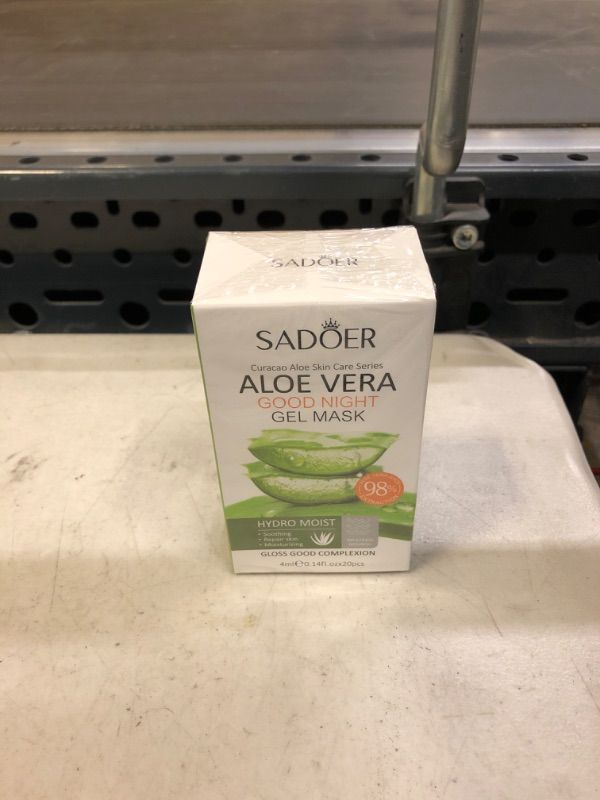 SADOER
SADOER
Curacao Aloe Skin Care Series
ALOE VERA
GOOD NIGHT
GEL MASK
98%
HYDRO MOIST
• Soothing
• Repair skin
• Moisturizing
GLOSS GOOD COMPLEXION
4ml℮0.14fl.ozx20pcs